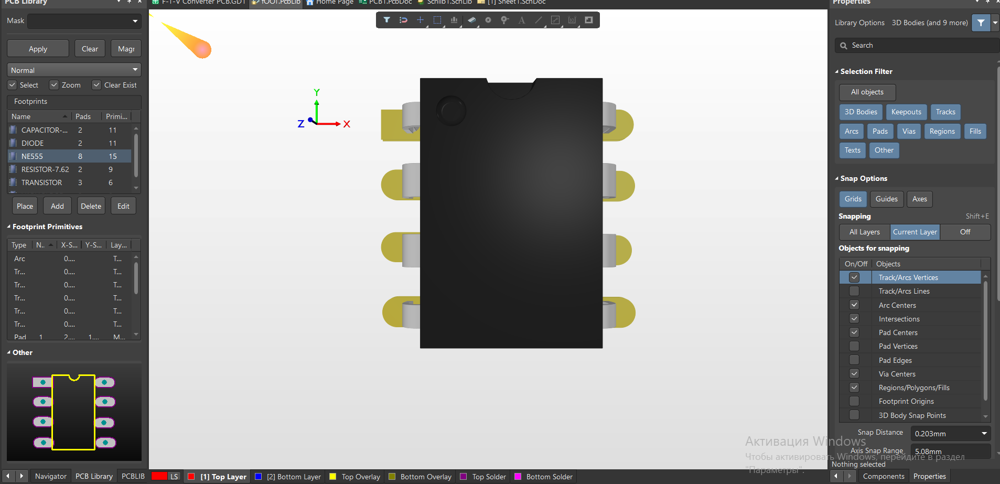 PCB Library
F-T-V Converter PCB.GDT
fOOT.PcbLib
Home Page
PCB1.PcbDoc
Schlib1.SchLib
[1] Sheet1.SchDoc
Properties
Mask
Apply
Clear
Magr
Normal
Select
Zoom
Clear Exist
Footprints
Name Pads Primi...
CAPACITOR-... 2 11
DIODE 2 11
NE555 8 15
RESISTOR-7.62 2 9
TRANSISTOR 3 6
Place
Add
Delete
Edit
Footprint Primitives
Type N.. X-S... Y-S... Lay...
Arc 0.... T...
Tr... 0.... T...
Tr... 0.... T...
Tr... 0.... T...
Tr... 0.... T...
Tr... 0.... T...
Pad 1 2.... 1.... M...
Other
Y
Z
X
Library Options
3D Bodies (and 9 more)
Search
Selection Filter
All objects
3D Bodies
Keepouts
Tracks
Arcs
Pads
Vias
Regions
Fills
Texts
Other
Snap Options
Grids
Guides
Axes
Snapping
Shift+E
All Layers
Current Layer
Off
Objects for snapping
On/Off Objects
Track/Arcs Vertices
Track/Arcs Lines
Arc Centers
Intersections
Pad Centers
Pad Vertices
Pad Edges
Via Centers
Regions/Polygons/Fills
Footprint Origins
3D Body Snap Points
Snap Distance 0.203mm
Axis Snap Range 5.08mm
Активация Windows
Чтобы активировать Windows, перейдите в раздел
"Параметры".
Nothing selected
Navigator
PCB Library
PCBLIB
LS
[1] Top Layer
[2] Bottom Layer
Top Overlay
Bottom Overlay
Top Solder
Bottom Solder
Components
Properties